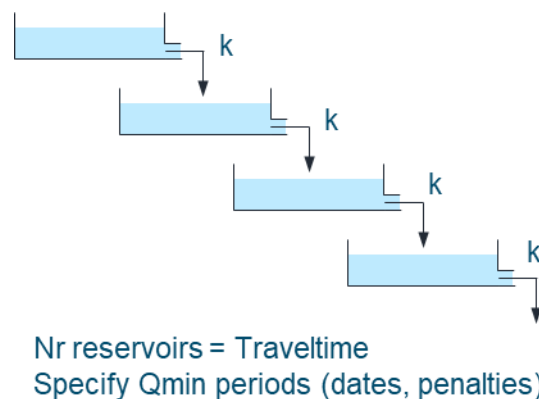 k
k
k
k
Nr reservoirs = Traveltime
Specify Qmin periods (dates, penalties)